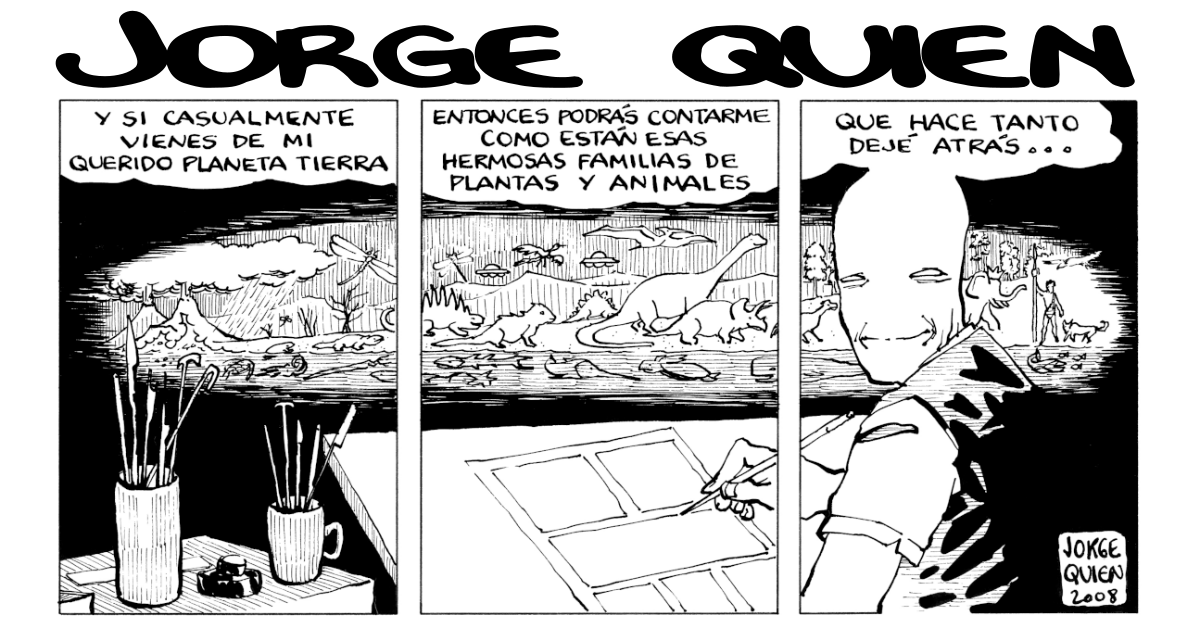 JORGE QUIEN
Y SI CASUALMENTE
VIENES DE MI
QUERIDO PLANETA TIERRA
ENTONCES PODRÁS CONTARME
COMO ESTÁN ESAS
HERMOSAS FAMILIAS DE
PLANTAS Y ANIMALES
QUE HACE TANTO
DEJÉ ATRÁS...
JORGE
QUIEN
2008